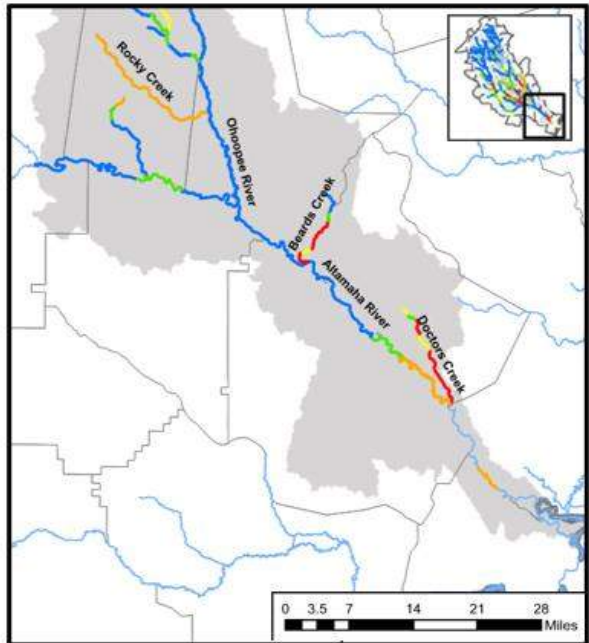 Rocky Creek
Ohoopee River
Beards Creek
Altamaha River
Doctors Creek
0 3.5 7 14 21 28
Miles